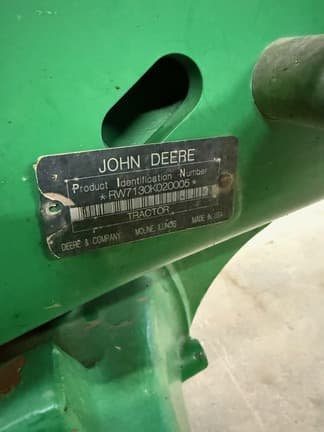 JOHN DEERE
Product Identification Number
*RW7130K020005*
TRACTOR
DEERE & COMPANY MOLINE, ILLINOIS MADE IN USA